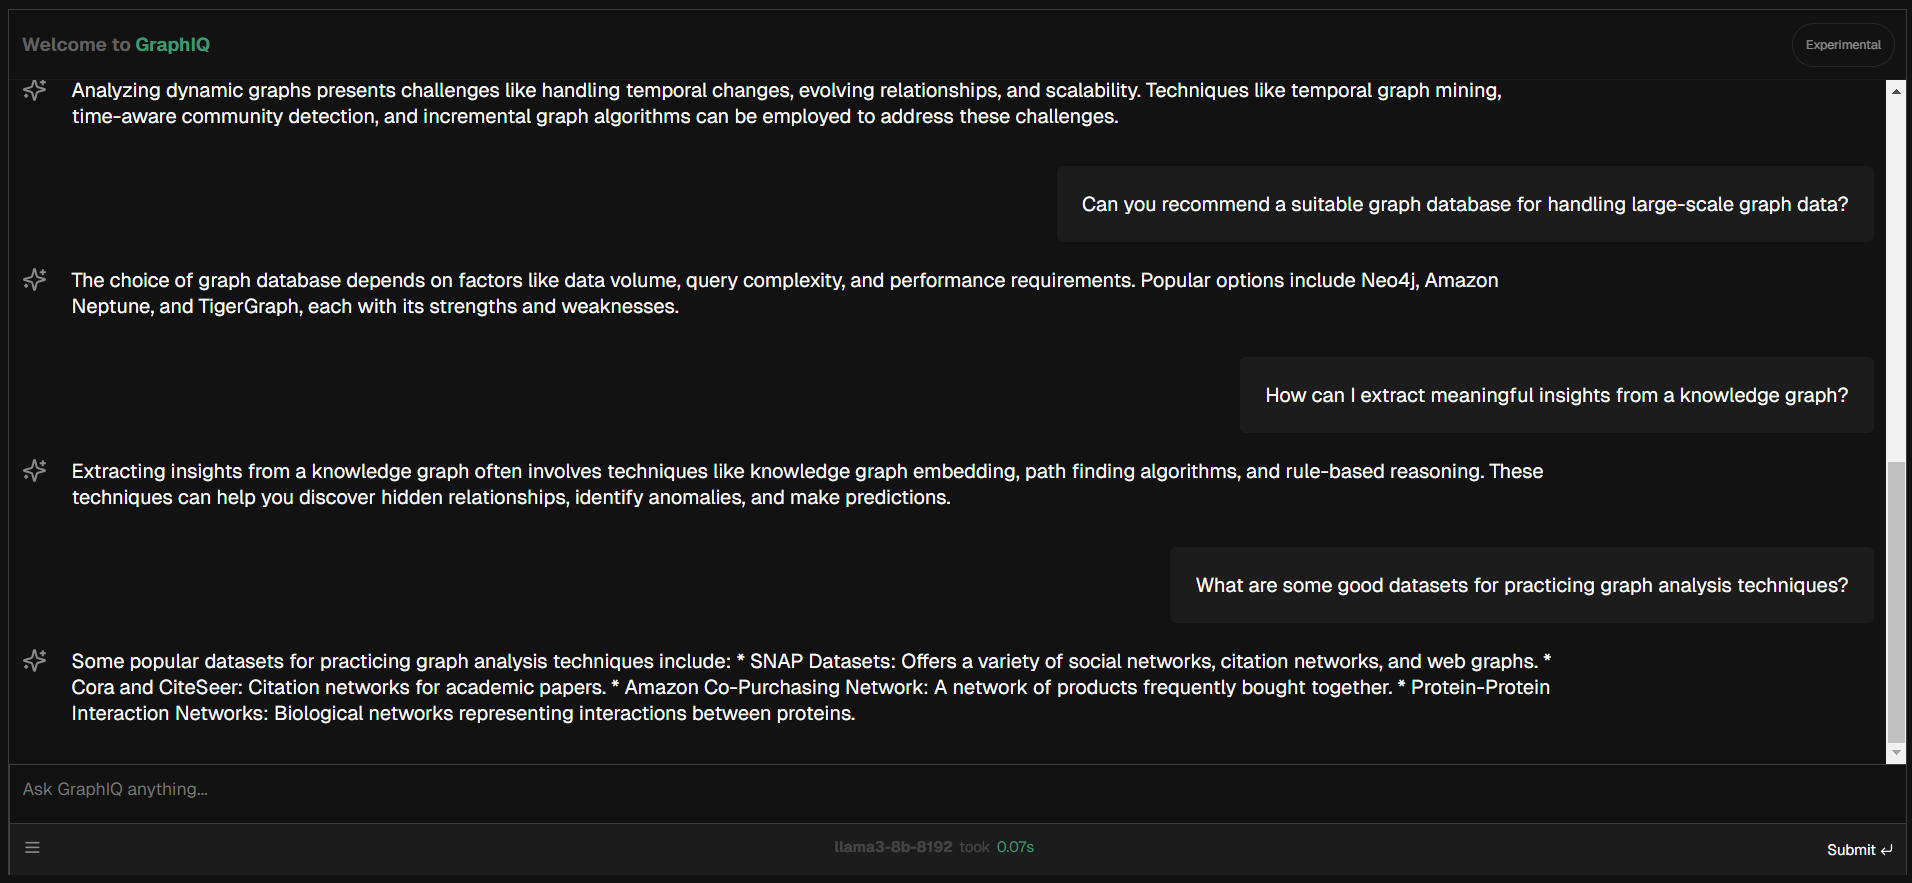 Welcome to GraphIQ
Experimental
Analyzing dynamic graphs presents challenges like handling temporal changes, evolving relationships, and scalability. Techniques like temporal graph mining,
time-aware community detection, and incremental graph algorithms can be employed to address these challenges.
Can you recommend a suitable graph database for handling large-scale graph data?
The choice of graph database depends on factors like data volume, query complexity, and performance requirements. Popular options include Neo4j, Amazon
Neptune, and TigerGraph, each with its strengths and weaknesses.
How can I extract meaningful insights from a knowledge graph?
Extracting insights from a knowledge graph often involves techniques like knowledge graph embedding, path finding algorithms, and rule-based reasoning. These
techniques can help you discover hidden relationships, identify anomalies, and make predictions.
What are some good datasets for practicing graph analysis techniques?
Some popular datasets for practicing graph analysis techniques include: * SNAP Datasets: Offers a variety of social networks, citation networks, and web graphs. *
Cora and CiteSeer: Citation networks for academic papers. * Amazon Co-Purchasing Network: A network of products frequently bought together. * Protein-Protein
Interaction Networks: Biological networks representing interactions between proteins.
Ask GraphIQ anything...
llama3-8b-8192 took 0.07s
Submit ↵